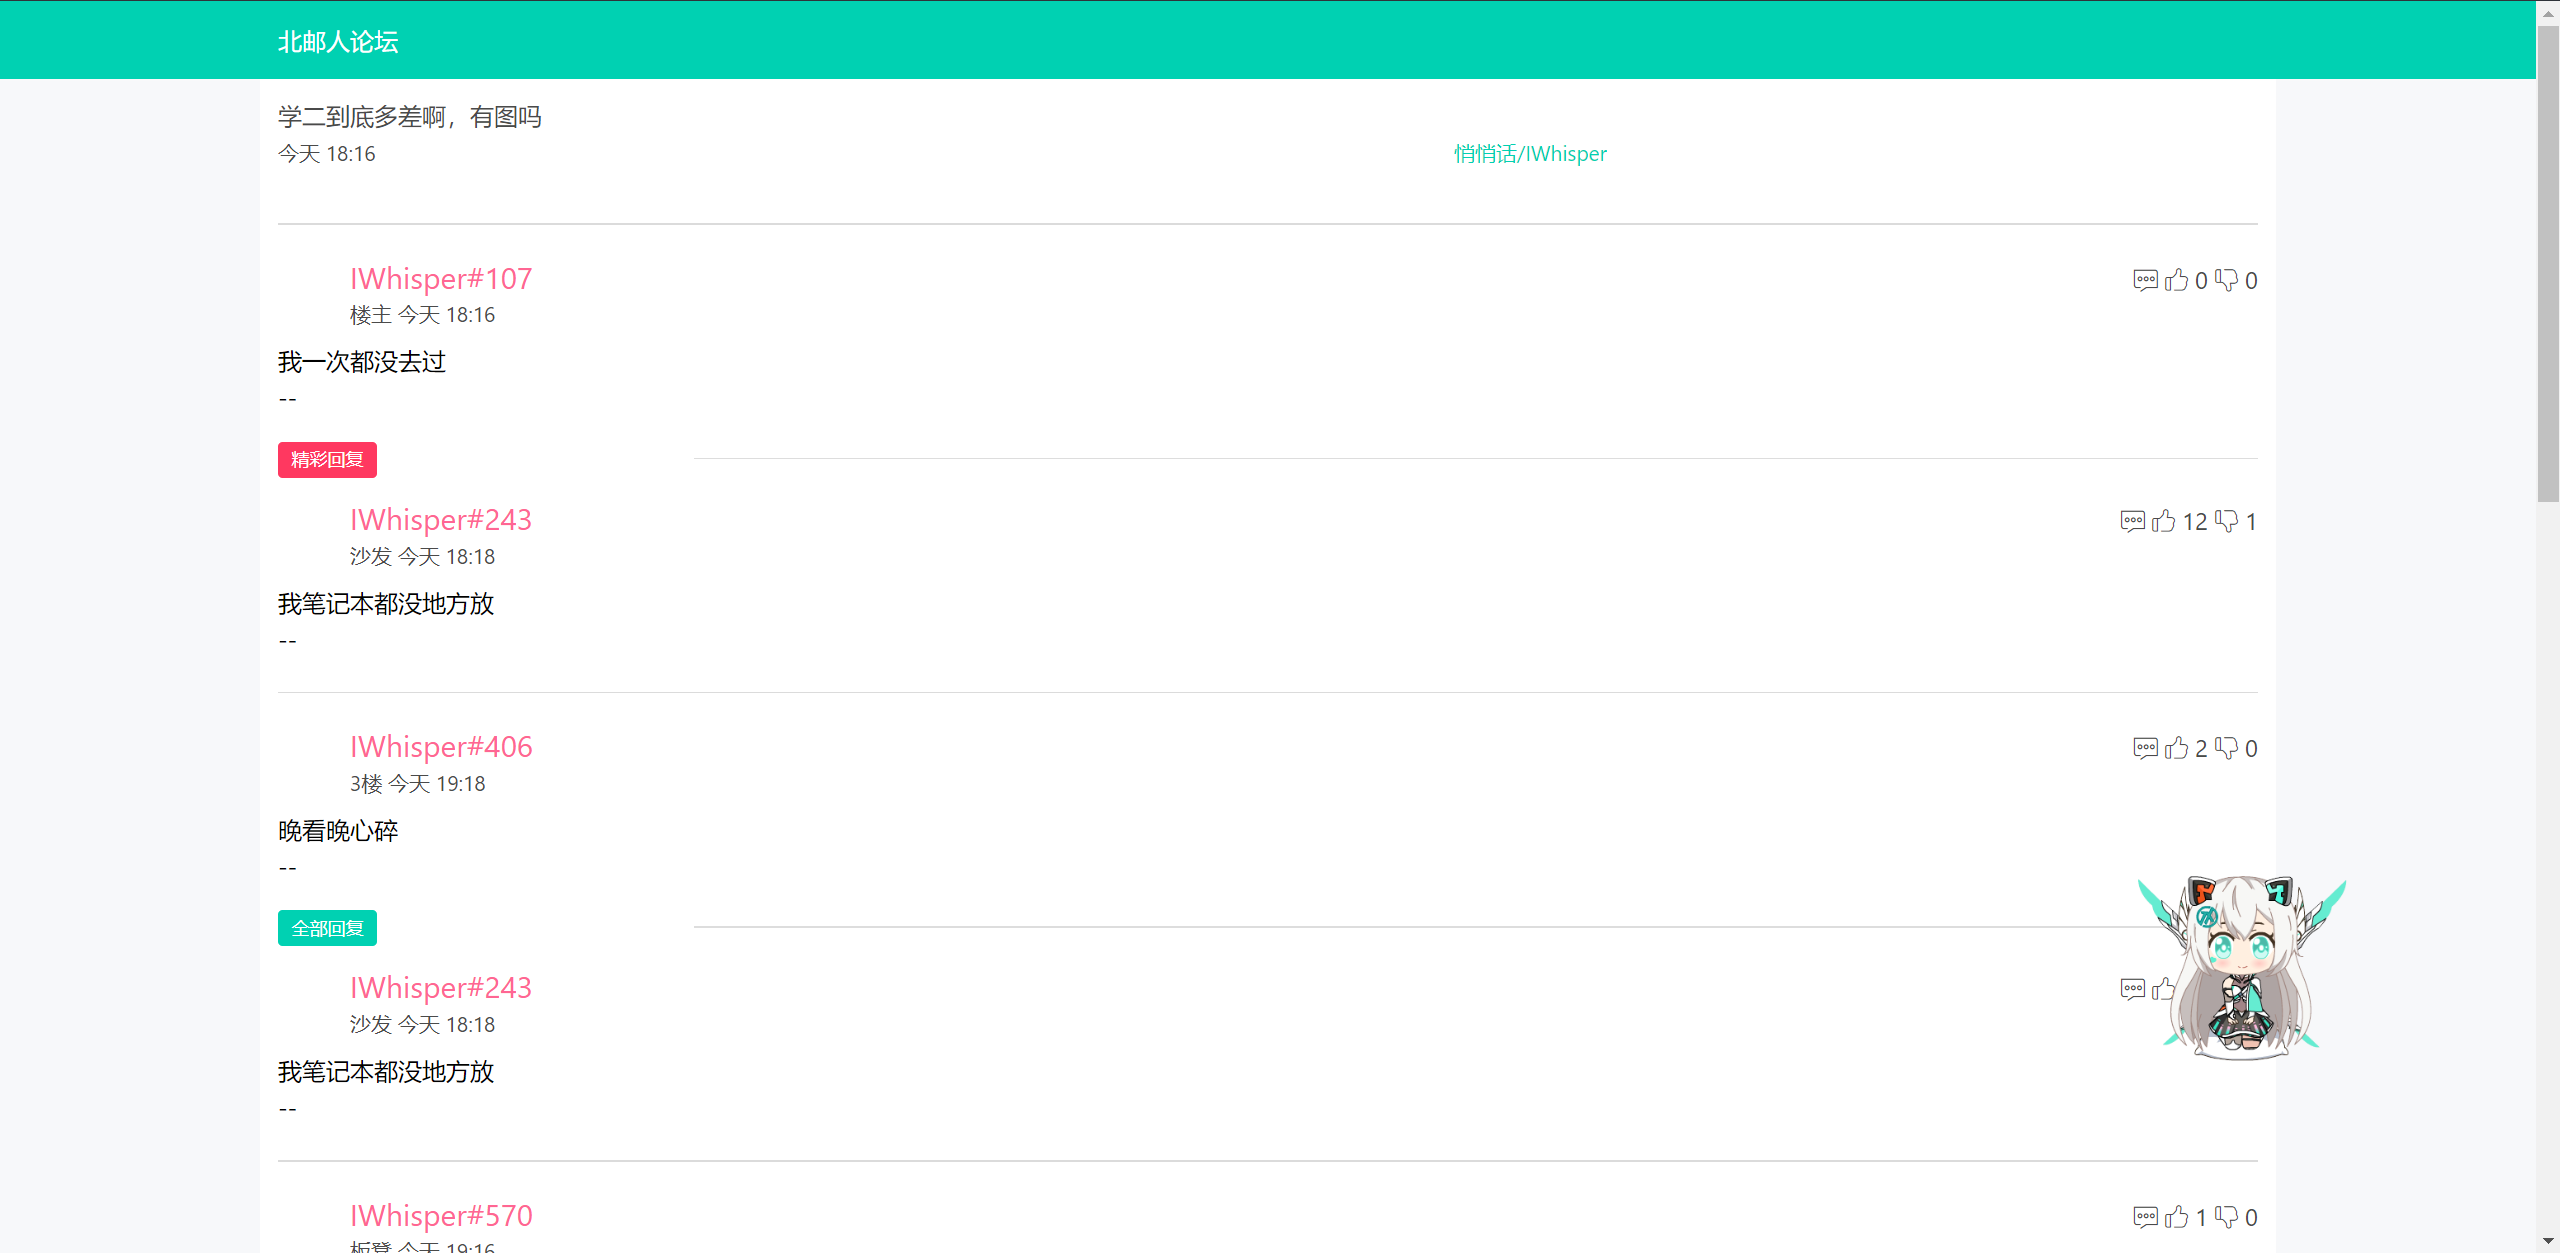 北邮人论坛
学二到底多差啊，有图吗
今天 18:16
悄悄话/IWhisper
IWhisper#107
0 0
楼主 今天 18:16
我一次都没去过
--
精彩回复
IWhisper#243
12 1
沙发 今天 18:18
我笔记本都没地方放
--
IWhisper#406
2 0
3楼 今天 19:18
晚看晚心碎
--
全部回复
IWhisper#243
沙发 今天 18:18
我笔记本都没地方放
--
IWhisper#570
1 0
板凳 今天 19:16